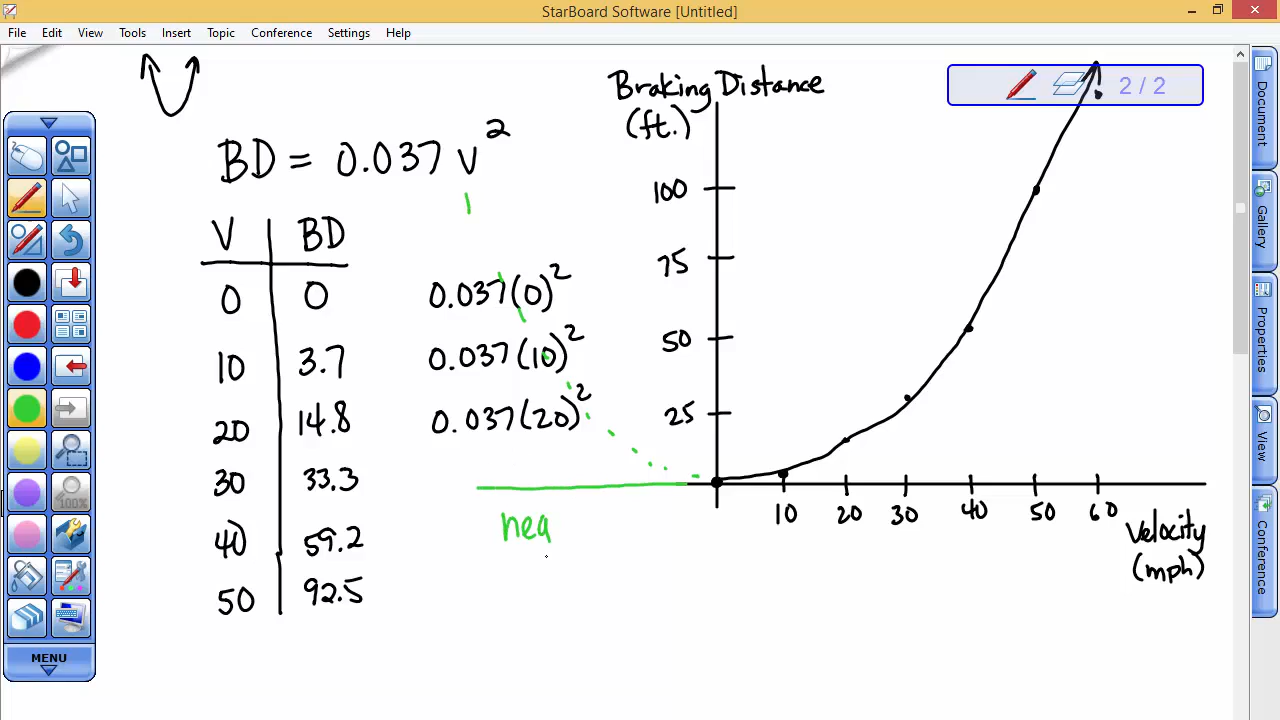 StarBoard Software [Untitled]
File Edit View Tools Insert Topic Conference Settings Help
2 / 2
Document
Gallery
Properties
View
Conference
100%
MENU
BD = 0.037 v²
V BD
0 0 0.037(0)²
10 3.7 0.037(10)²
20 14.8 0.037(20)²
30 33.3
40 59.2
50 92.5
neg
Braking Distance
(ft.)
100
75
50
25
10 20 30 40 50 60
Velocity
(mph)